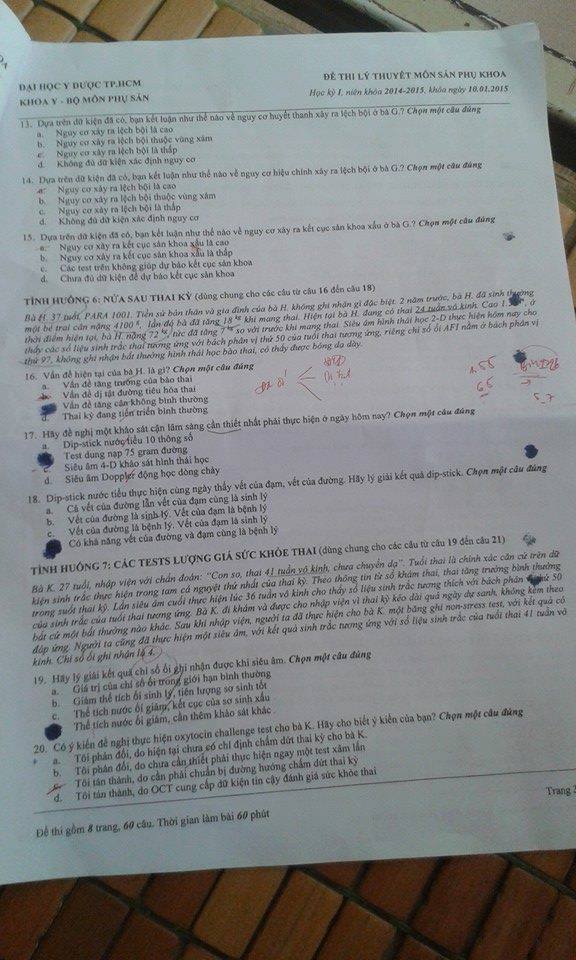 ĐẠI HỌC Y DƯỢC TP.HCM
KHOA Y - BỘ MÔN PHỤ SẢN
ĐỀ THI LÝ THUYẾT MÔN SẢN PHỤ KHOA
Học kỳ I, niên khóa 2014-2015, khóa ngày 10.01.2015
13. Dựa trên dữ kiện đã có, bạn kết luận như thế nào về nguy cơ huyết thanh xảy ra lệch bội ở bà G.? Chọn một câu đúng
a. Nguy cơ xảy ra lệch bội là cao
b. Nguy cơ xảy ra lệch bội thuộc vùng xám
c. Nguy cơ xảy ra lệch bội là thấp
d. Không đủ dữ kiện xác định nguy cơ
14. Dựa trên dữ kiện đã có, bạn kết luận như thế nào về nguy cơ hiệu chỉnh xảy ra lệch bội ở bà G.? Chọn một câu đúng
a. Nguy cơ xảy ra lệch bội là cao
b. Nguy cơ xảy ra lệch bội thuộc vùng xám
c. Nguy cơ xảy ra lệch bội là thấp
d. Không đủ dữ kiện xác định nguy cơ
15. Dựa trên dữ kiện đã có, bạn kết luận như thế nào về nguy cơ xảy ra kết cục sản khoa xấu ở bà G.? Chọn một câu đúng
a. Nguy cơ xảy ra kết cục sản khoa xấu là cao
b. Nguy cơ xảy ra kết cục sản khoa xấu là thấp
c. Các test trên không giúp dự báo kết cục sản khoa
d. Chưa đủ dữ kiện để dự báo kết cục sản khoa
TÌNH HUỐNG 6: NỬA SAU THAI KỲ (dùng chung cho các câu từ câu 16 đến câu 18)
Bà H. 37 tuổi, PARA 1001. Tiền sử bản thân và gia đình của bà H. không ghi nhận gì đặc biệt. 2 năm trước, bà H. đã sinh thường
một bé trai cân nặng 4100 g, lần đó bà đã tăng 18 kg khi mang thai. Hiện tại bà H. đang có thai 24 tuần vô kinh. Cao 1. , ở
thời điểm hiện tại, bà H. nặng 72 kg, tức đã tăng 7 kg so với trước khi mang thai. Siêu âm hình thái học 2-D thực hiện hôm nay cho
thấy các số liệu sinh trắc thai tương ứng với bách phân vị thứ 50 của tuổi thai tương ứng, riêng chỉ số ối AFI nằm ở bách phân vị
thứ 97, không ghi nhận bất thường hình thái học bào thai, có thấy được bóng dạ dày.
16. Vấn đề hiện tại của bà H. là gì? Chọn một câu đúng
a. Vấn đề tăng trưởng của bào thai
b. Vấn đề dị tật đường tiêu hóa thai
c. Vấn đề tăng cân không bình thường
d. Thai kỳ đang tiến triển bình thường
1.55
65
5.7
17. Hãy đề nghị một khảo sát cận lâm sàng cần thiết nhất phải thực hiện ở ngày hôm nay? Chọn một câu đúng
a. Dip-stick nước tiểu 10 thông số
Test dung nạp 75 gram đường
c. Siêu âm 4-D khảo sát hình thái học
d. Siêu âm Doppler động học dòng chảy
18. Dip-stick nước tiểu thực hiện cùng ngày thấy vết của đạm, vết của đường. Hãy lý giải kết quả dip-stick. Chọn một câu đúng
a. Cả vết của đường lẫn vết của đạm cùng là sinh lý
b. Vết của đường là sinh lý. Vết của đạm là bệnh lý
c. Vết của đường là bệnh lý. Vết của đạm là sinh lý
Có khả năng vết của đường và đạm cùng là bệnh lý
TÌNH HUỐNG 7: CÁC TESTS LƯỢNG GIÁ SỨC KHỎE THAI (dùng chung cho các câu từ câu 19 đến câu 21)
Bà K. 27 tuổi, nhập viện với chẩn đoán: "Con so, thai 41 tuần vô kinh, chưa chuyển dạ". Tuổi thai là chính xác căn cứ trên dữ
kiện sinh trắc thực hiện trong tam cá nguyệt thứ nhất của thai kỳ. Theo thông tin từ sổ khám thai, thai tăng trưởng bình thường
trong suốt thai kỳ. Lần siêu âm cuối thực hiện lúc 36 tuần vô kinh cho thấy số liệu sinh trắc tương thích với bách phân vị thứ 50
của sinh trắc của tuổi thai tương ứng. Bà K. đi khám và được cho nhập viện vì thai kỳ kéo dài quá ngày dự sanh, không kèm theo
bất cứ một bất thường nào khác. Sau khi nhập viện, người ta đã thực hiện cho bà K. một băng ghi non-stress test, với kết quả có
đáp ứng. Người ta cũng đã thực hiện một siêu âm, với kết quả sinh trắc tương ứng với số liệu sinh trắc của tuổi thai 41 tuần vô
kinh. Chỉ số ối ghi nhận là 4.
19. Hãy lý giải kết quả chỉ số ối ghi nhận được khi siêu âm. Chọn một câu đúng
a. Giá trị của chỉ số ối trong giới hạn bình thường
b. Giảm thể tích ối sinh lý, tiên lượng sơ sinh tốt
c. Thể tích nước ối giảm, kết cục của sơ sinh xấu
Thể tích nước ối giảm, cần thêm khảo sát khác
20. Có ý kiến đề nghị thực hiện oxytocin challenge test cho bà K. Hãy cho biết ý kiến của bạn? Chọn một câu đúng
a. Tôi phản đối, do hiện tại chưa có chỉ định chấm dứt thai kỳ cho bà K.
b. Tôi phản đối, do chưa cần thiết phải thực hiện ngay một test xâm lấn
c. Tôi tán thành, do cần phải chuẩn bị đường hướng chấm dứt thai kỳ
d. Tôi tán thành, do OCT cung cấp dữ kiện tin cậy đánh giá sức khỏe thai
Đề thi gồm 8 trang, 60 câu. Thời gian làm bài 60 phút
Trang